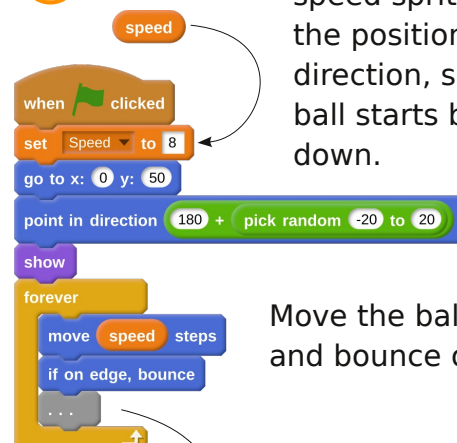 speed sprit
the position
direction, s
ball starts b
down.
speed
when clicked
set Speed to 8
go to x: 0 y: 50
point in direction 180 + pick random -20 to 20
show
forever
move speed steps
if on edge, bounce
. . .
Move the bal
and bounce o